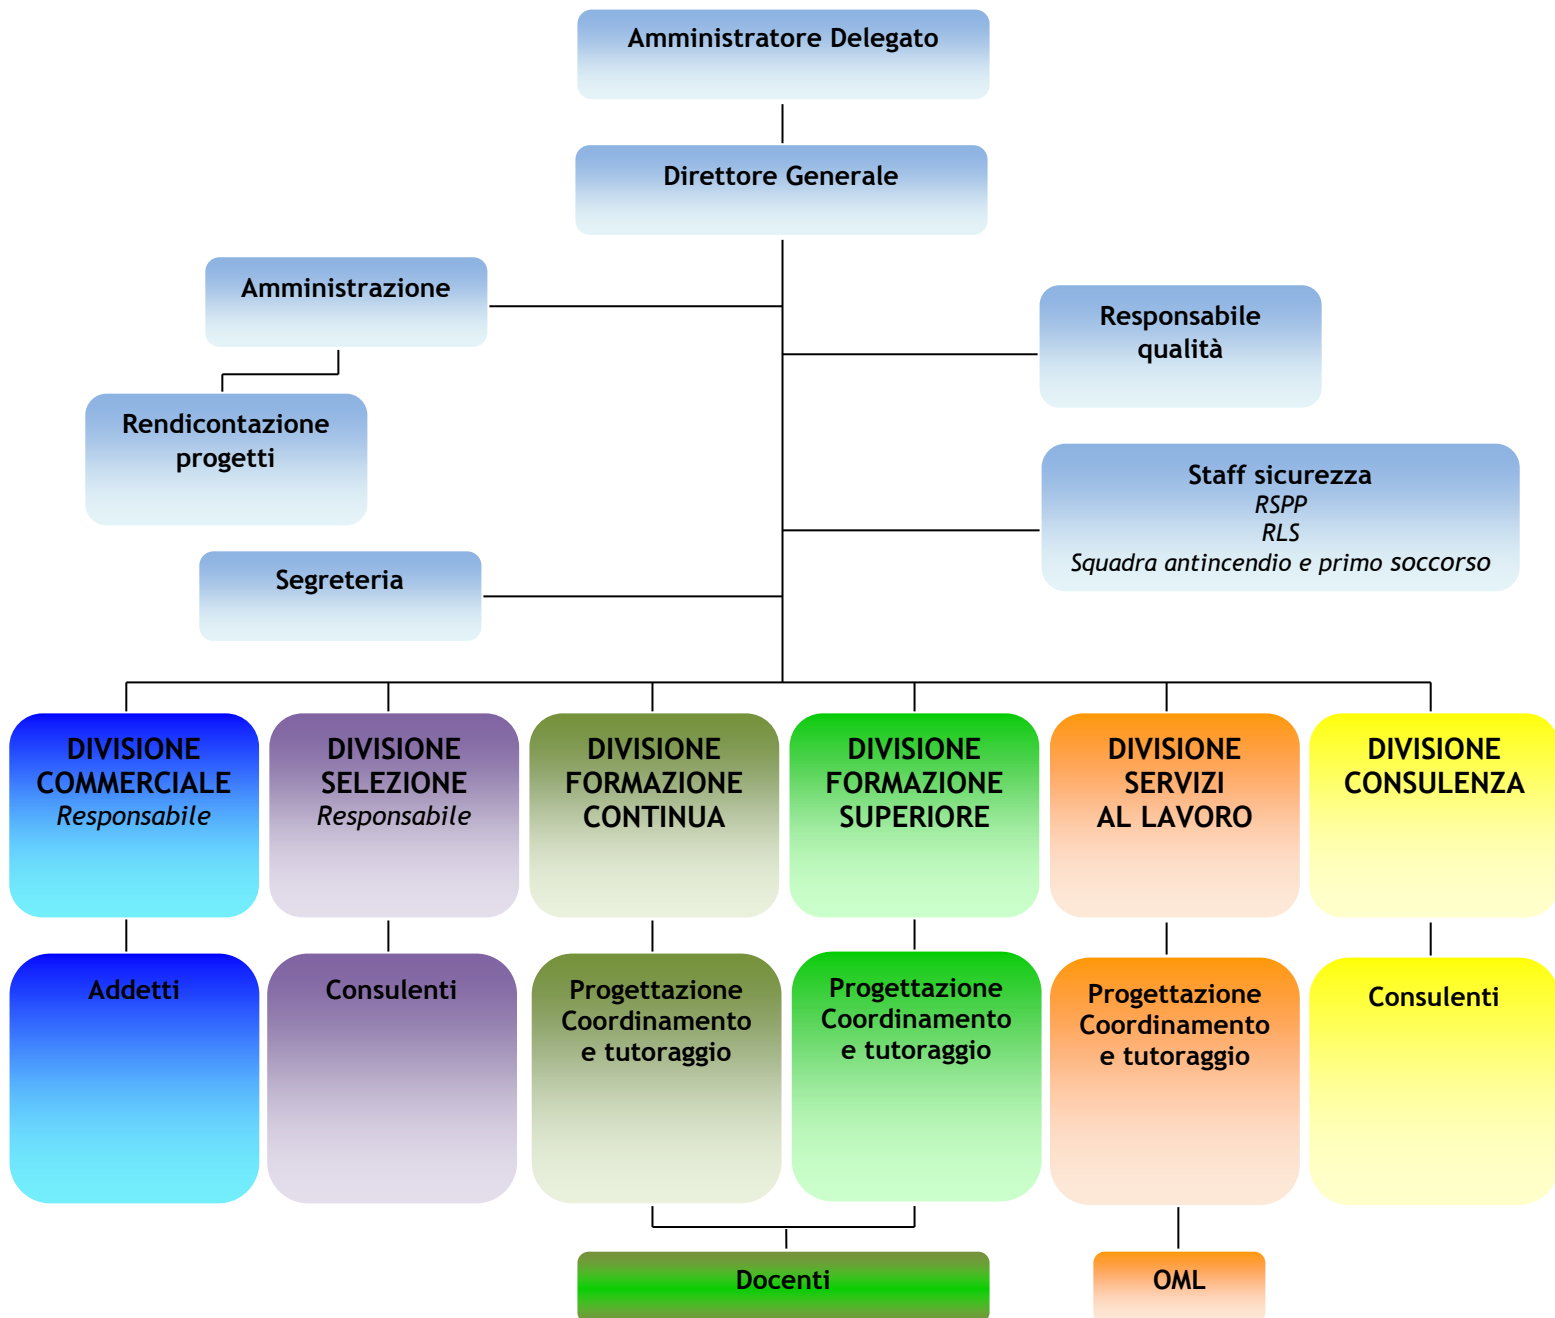 Amministratore Delegato
Direttore Generale
Amministrazione
Responsabile
qualità
Rendicontazione
progetti
Staff sicurezza
RSPP
RLS
Squadra antincendio e primo soccorso
Segreteria
DIVISIONE
COMMERCIALE
Responsabile
DIVISIONE
SELEZIONE
Responsabile
DIVISIONE
FORMAZIONE
CONTINUA
DIVISIONE
FORMAZIONE
SUPERIORE
DIVISIONE
SERVIZI
AL LAVORO
DIVISIONE
CONSULENZA
Addetti
Consulenti
Progettazione
Coordinamento
e tutoraggio
Progettazione
Coordinamento
e tutoraggio
Progettazione
Coordinamento
e tutoraggio
Consulenti
Docenti
OML